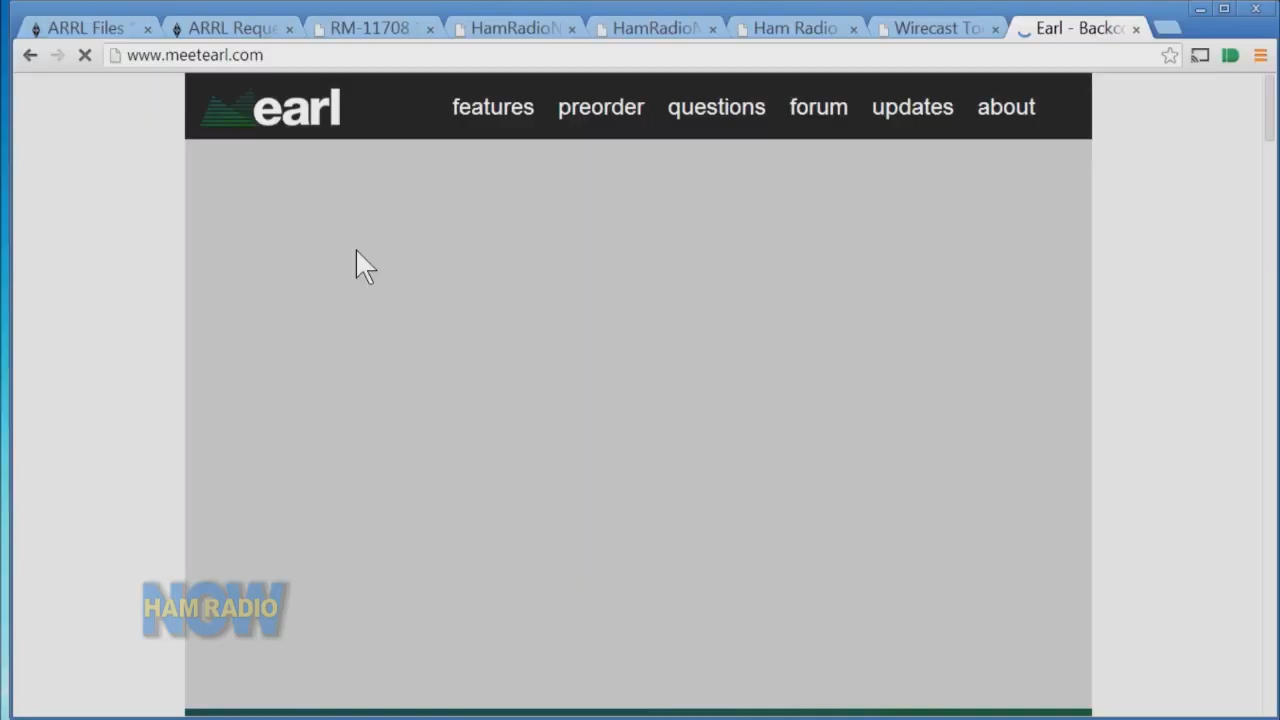 ARRL Files
ARRL Reque
RM-11708
HamRadioN
HamRadioN
Ham Radio
Wirecast To
Earl - Backco
www.meetearl.com
earl
features
preorder
questions
forum
updates
about
NOW
HAM RADIO